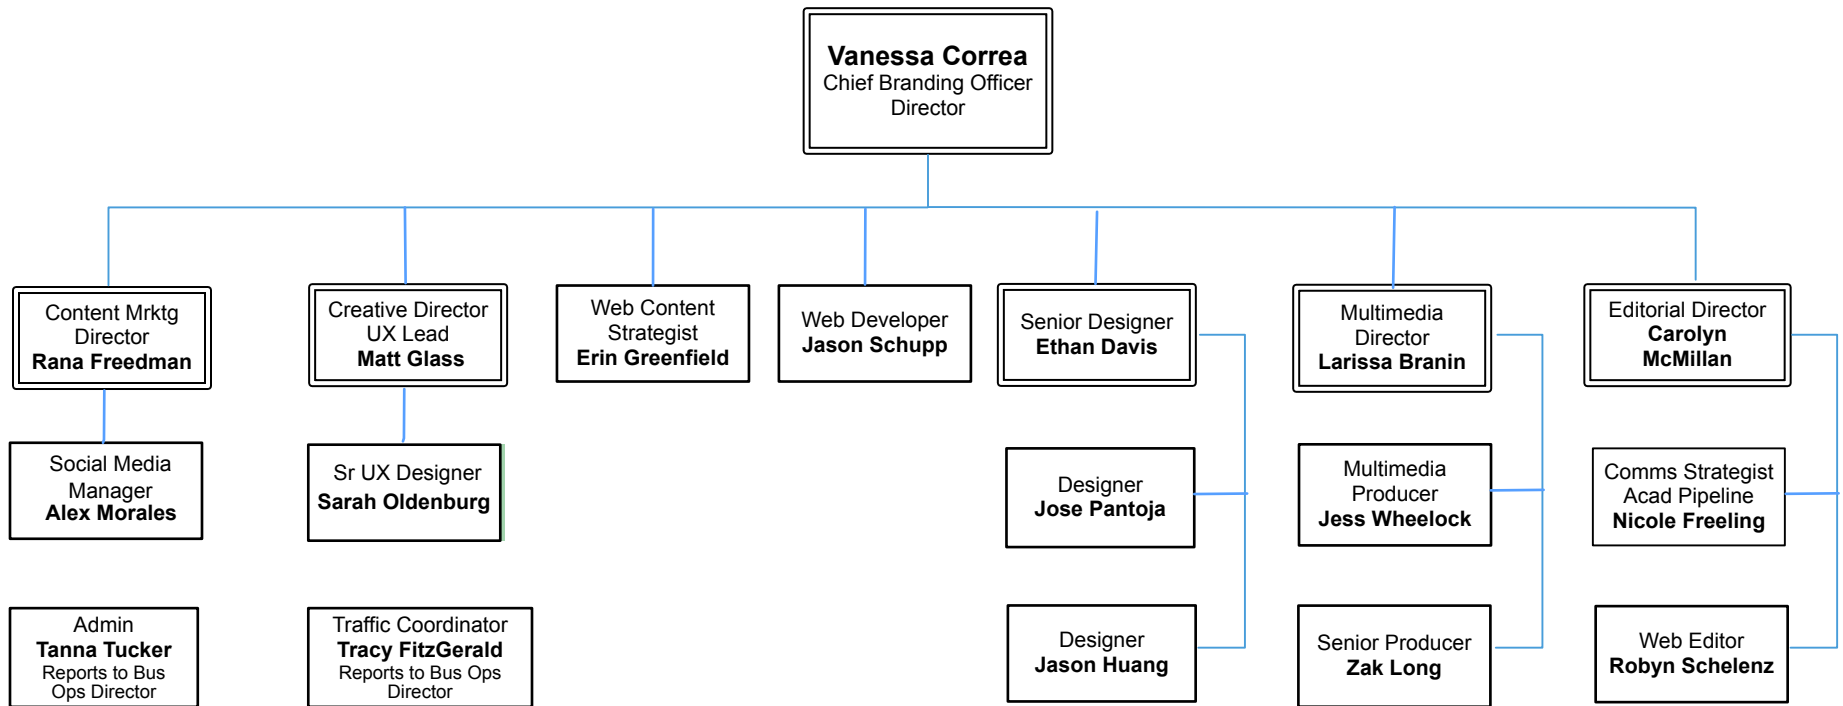 Vanessa Correa
Chief Branding Officer
Director
Content Mrktg
Director
Rana Freedman
Creative Director
UX Lead
Matt Glass
Web Content
Strategist
Erin Greenfield
Web Developer
Jason Schupp
Senior Designer
Ethan Davis
Multimedia
Director
Larissa Branin
Editorial Director
Carolyn
McMillan
Social Media
Manager
Alex Morales
Sr UX Designer
Sarah Oldenburg
Designer
Jose Pantoja
Multimedia
Producer
Jess Wheelock
Comms Strategist
Acad Pipeline
Nicole Freeling
Admin
Tanna Tucker
Reports to Bus
Ops Director
Traffic Coordinator
Tracy FitzGerald
Reports to Bus Ops
Director
Designer
Jason Huang
Senior Producer
Zak Long
Web Editor
Robyn Schelenz